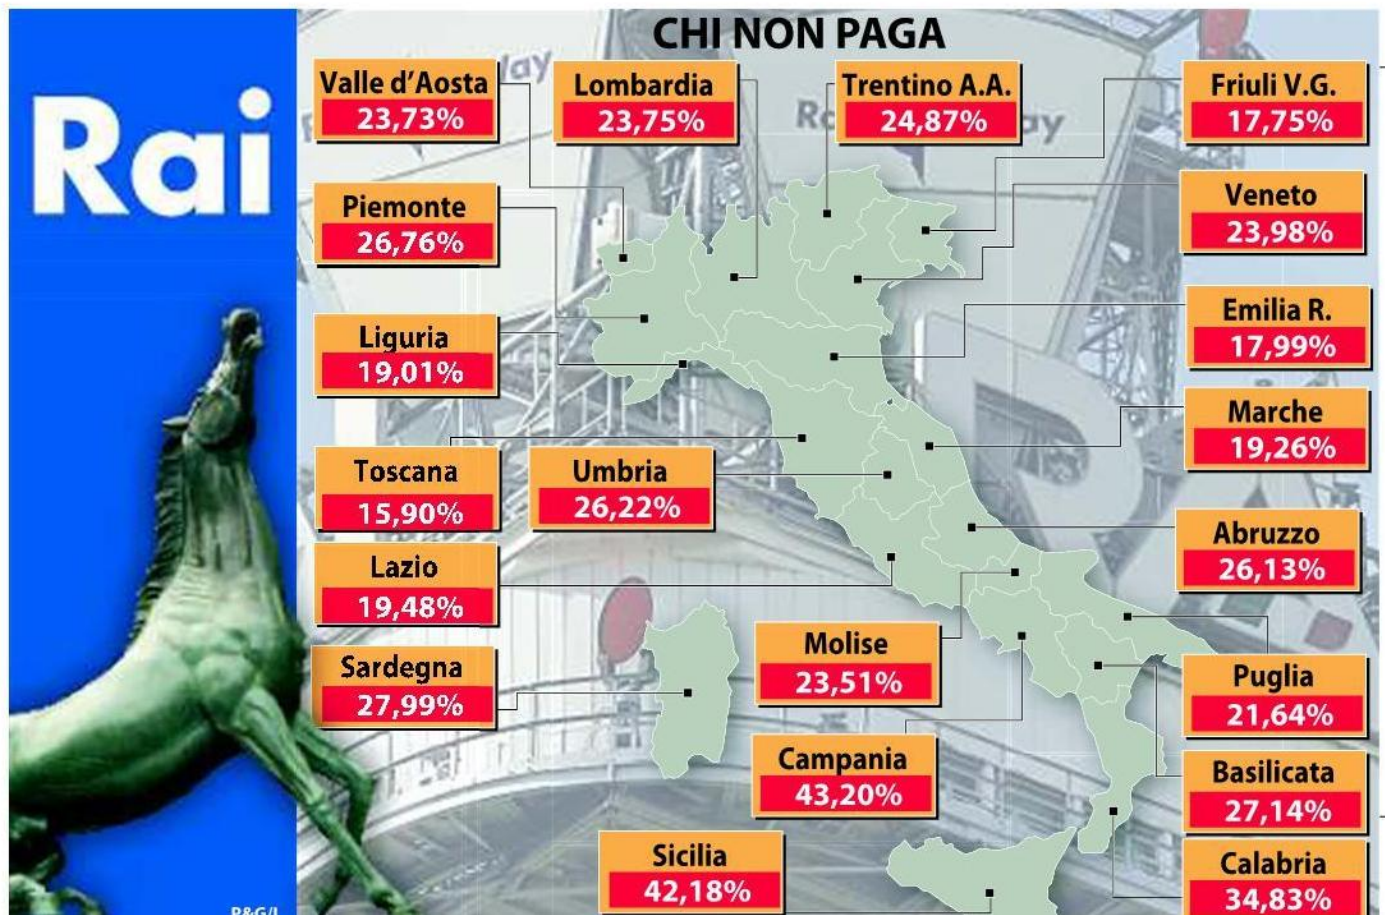 CHI NON PAGA
Rai
Valle d'Aosta
23,73%
Lombardia
23,75%
Trentino A.A.
24,87%
Friuli V.G.
17,75%
Piemonte
26,76%
Veneto
23,98%
Liguria
19,01%
Emilia R.
17,99%
Marche
19,26%
Toscana
15,90%
Umbria
26,22%
Abruzzo
26,13%
Lazio
19,48%
Molise
23,51%
Sardegna
27,99%
Puglia
21,64%
Campania
43,20%
Basilicata
27,14%
Sicilia
42,18%
Calabria
34,83%